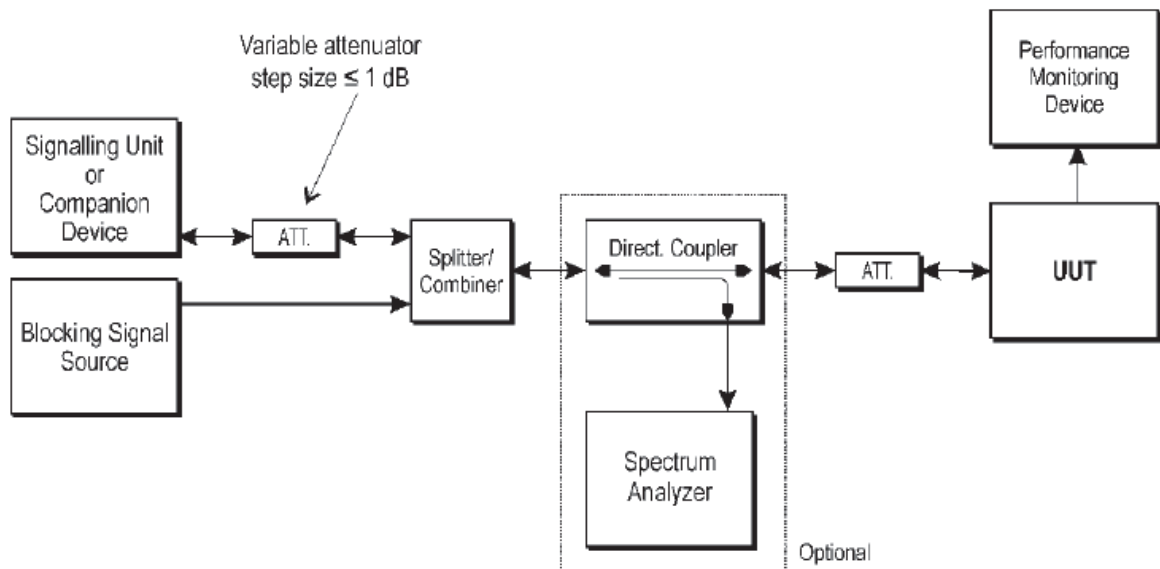 Variable attenuator
step size ≤ 1 dB
Performance
Monitoring
Device
Signalling Unit
or
Companion
Device
ATT.
Splitter/
Combiner
Direct. Coupler
ATT.
UUT
Blocking Signal
Source
Spectrum
Analyzer
Optional